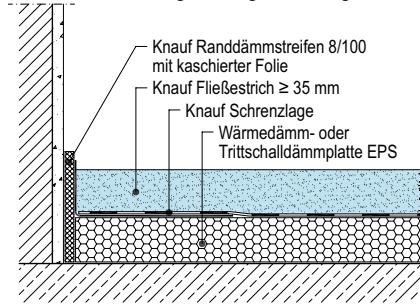 Knauf Randdämmstreifen 8/100
mit kaschierter Folie
Knauf Fließestrich ≥ 35 mm
Knauf Schrenzlage
Wärmedämm- oder
Trittschalldämmplatte EPS